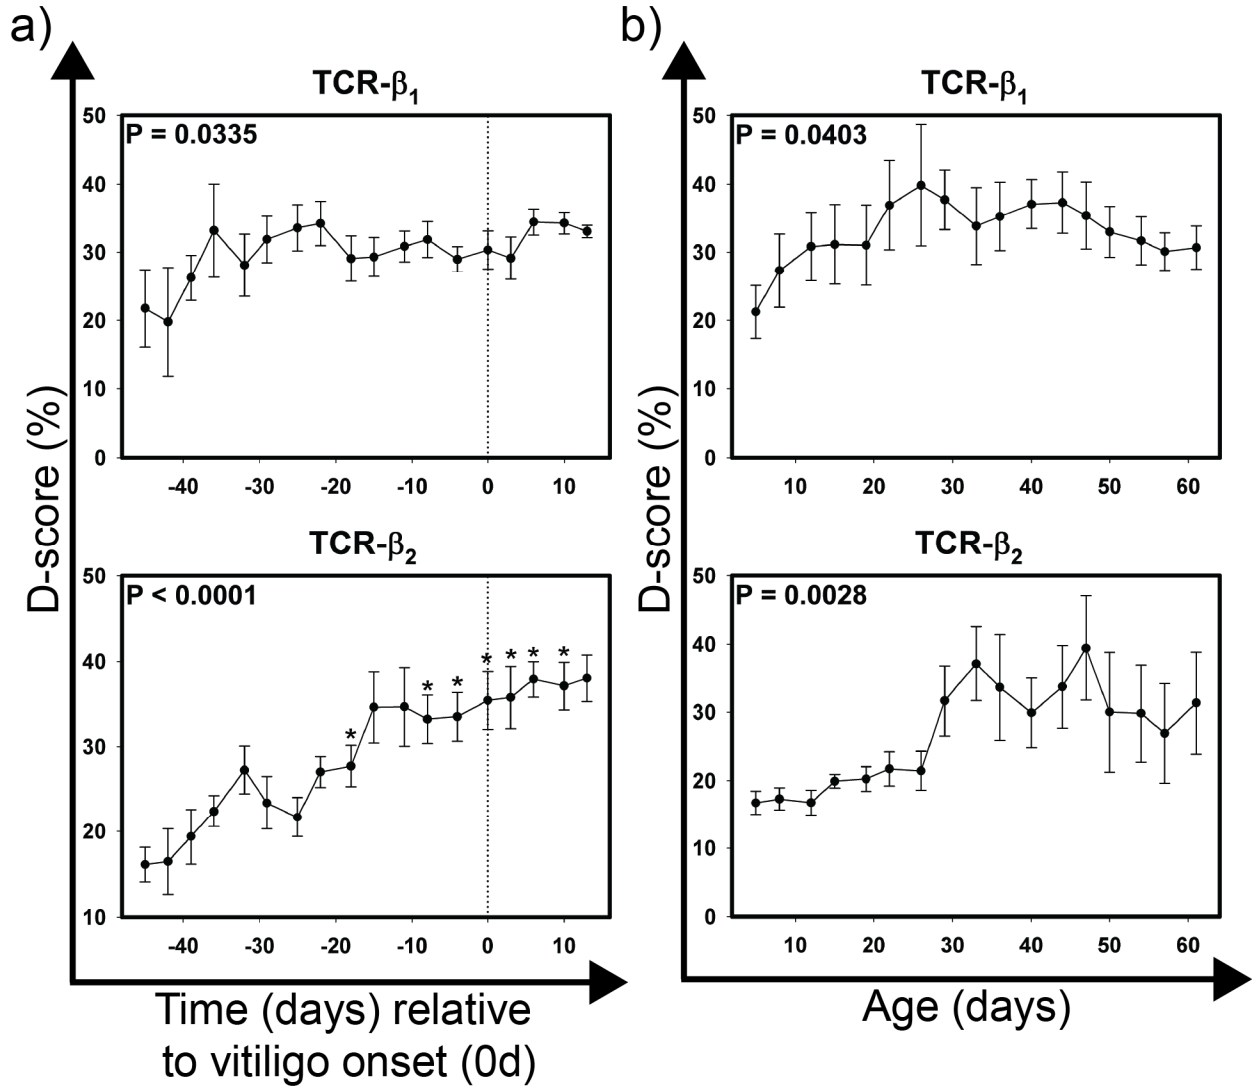 a)
TCR-β₁
P = 0.0335
50
40
30
20
10
0
-40 -30 -20 -10 0 10
TCR-β₂
P < 0.0001
50
40
30
20
10
* * * * * * *
-40 -30 -20 -10 0 10
D-score (%)
Time (days) relative
to vitiligo onset (0d)
b)
TCR-β₁
P = 0.0403
50
40
30
20
10
0
10 20 30 40 50 60
TCR-β₂
P = 0.0028
50
40
30
20
10
0
10 20 30 40 50 60
D-score (%)
Age (days)